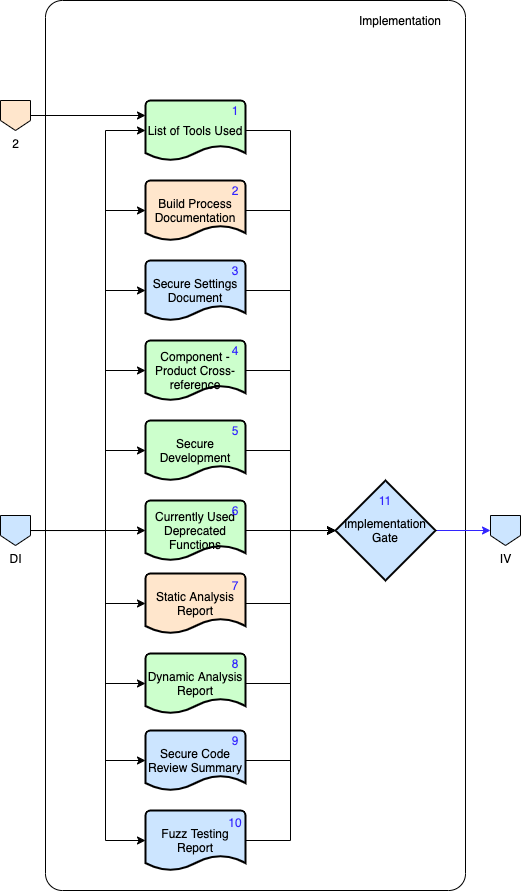 Implementation
2
1
List of Tools Used
2
Build Process
Documentation
3
Secure Settings
Document
4
Component -
Product Cross-
reference
5
Secure
Development
6
Currently Used
Deprecated
Functions
DI
11
Implementation
Gate
IV
7
Static Analysis
Report
8
Dynamic Analysis
Report
9
Secure Code
Review Summary
10
Fuzz Testing
Report